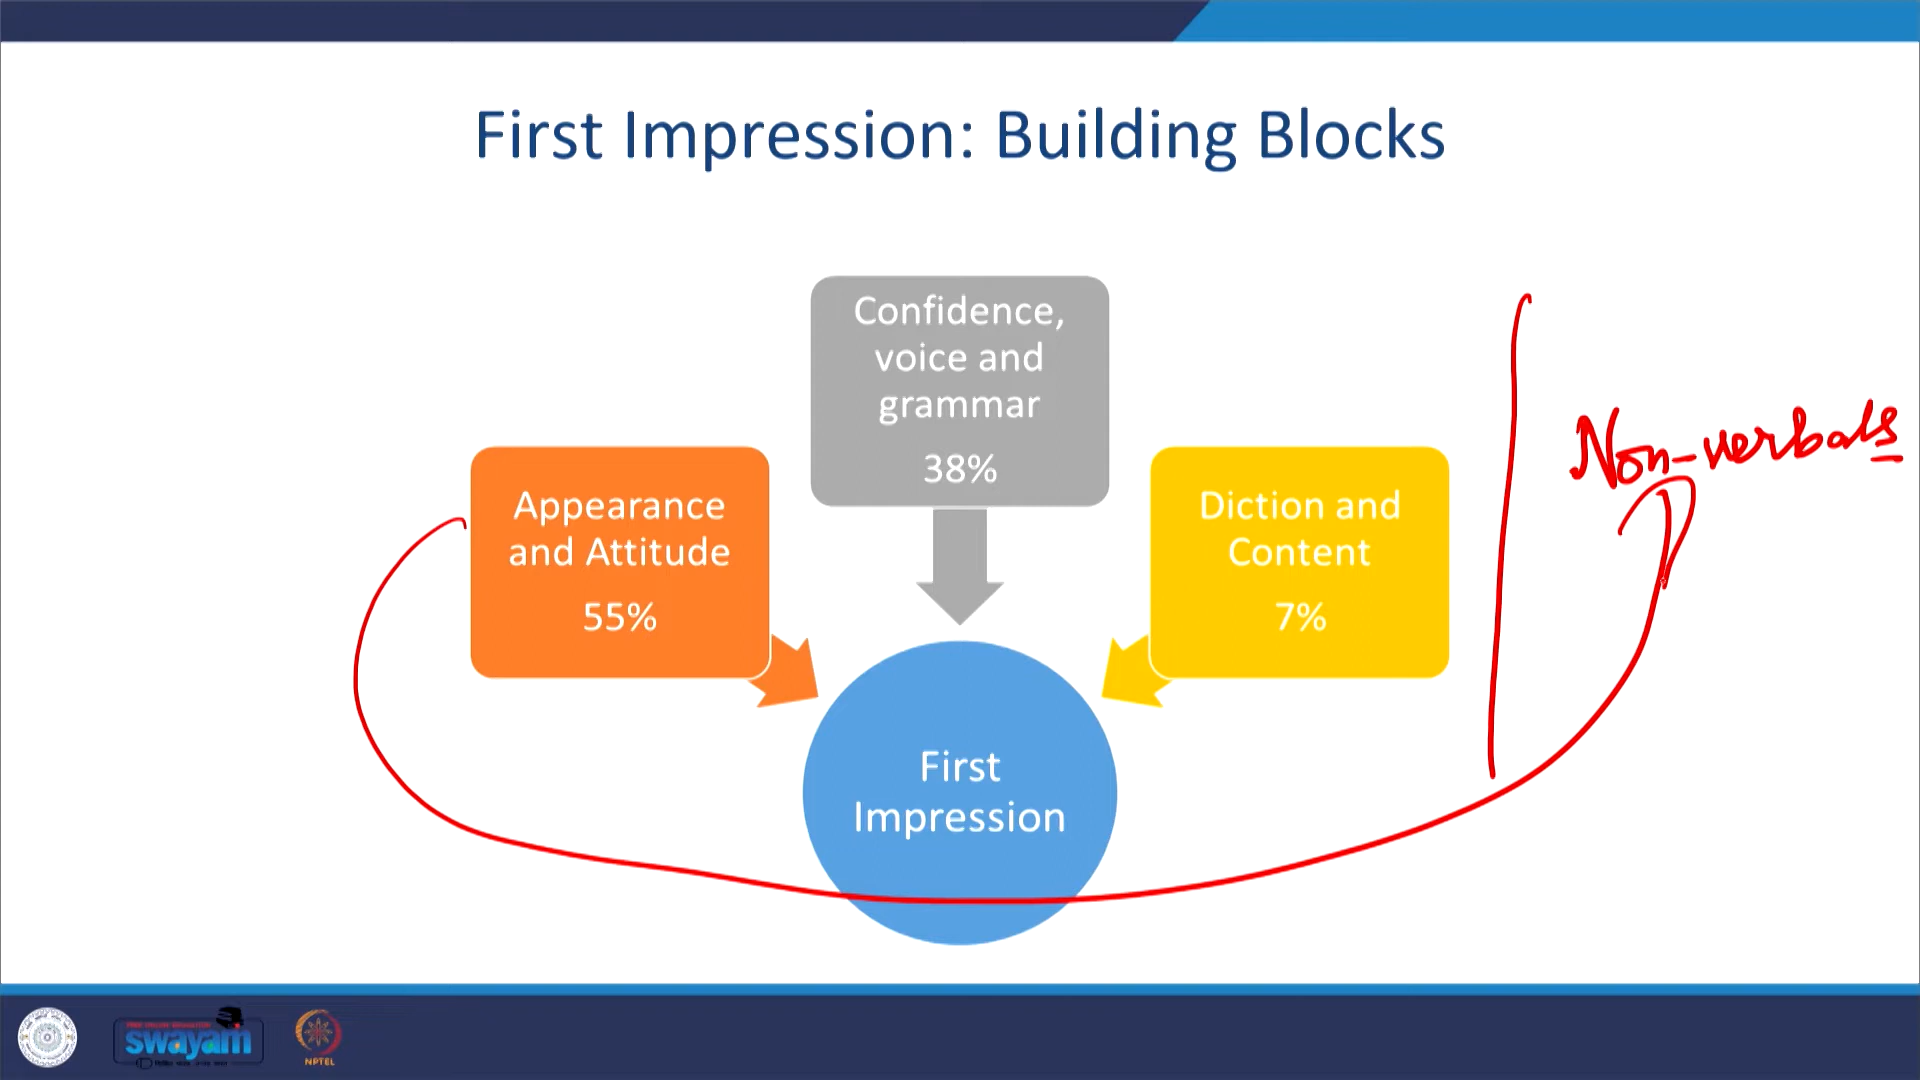 First Impression: Building Blocks
Confidence,
voice and
grammar
38%
Appearance
and Attitude
55%
Diction and
Content
7%
Non-verbals
First
Impression
swayam
NPTEL